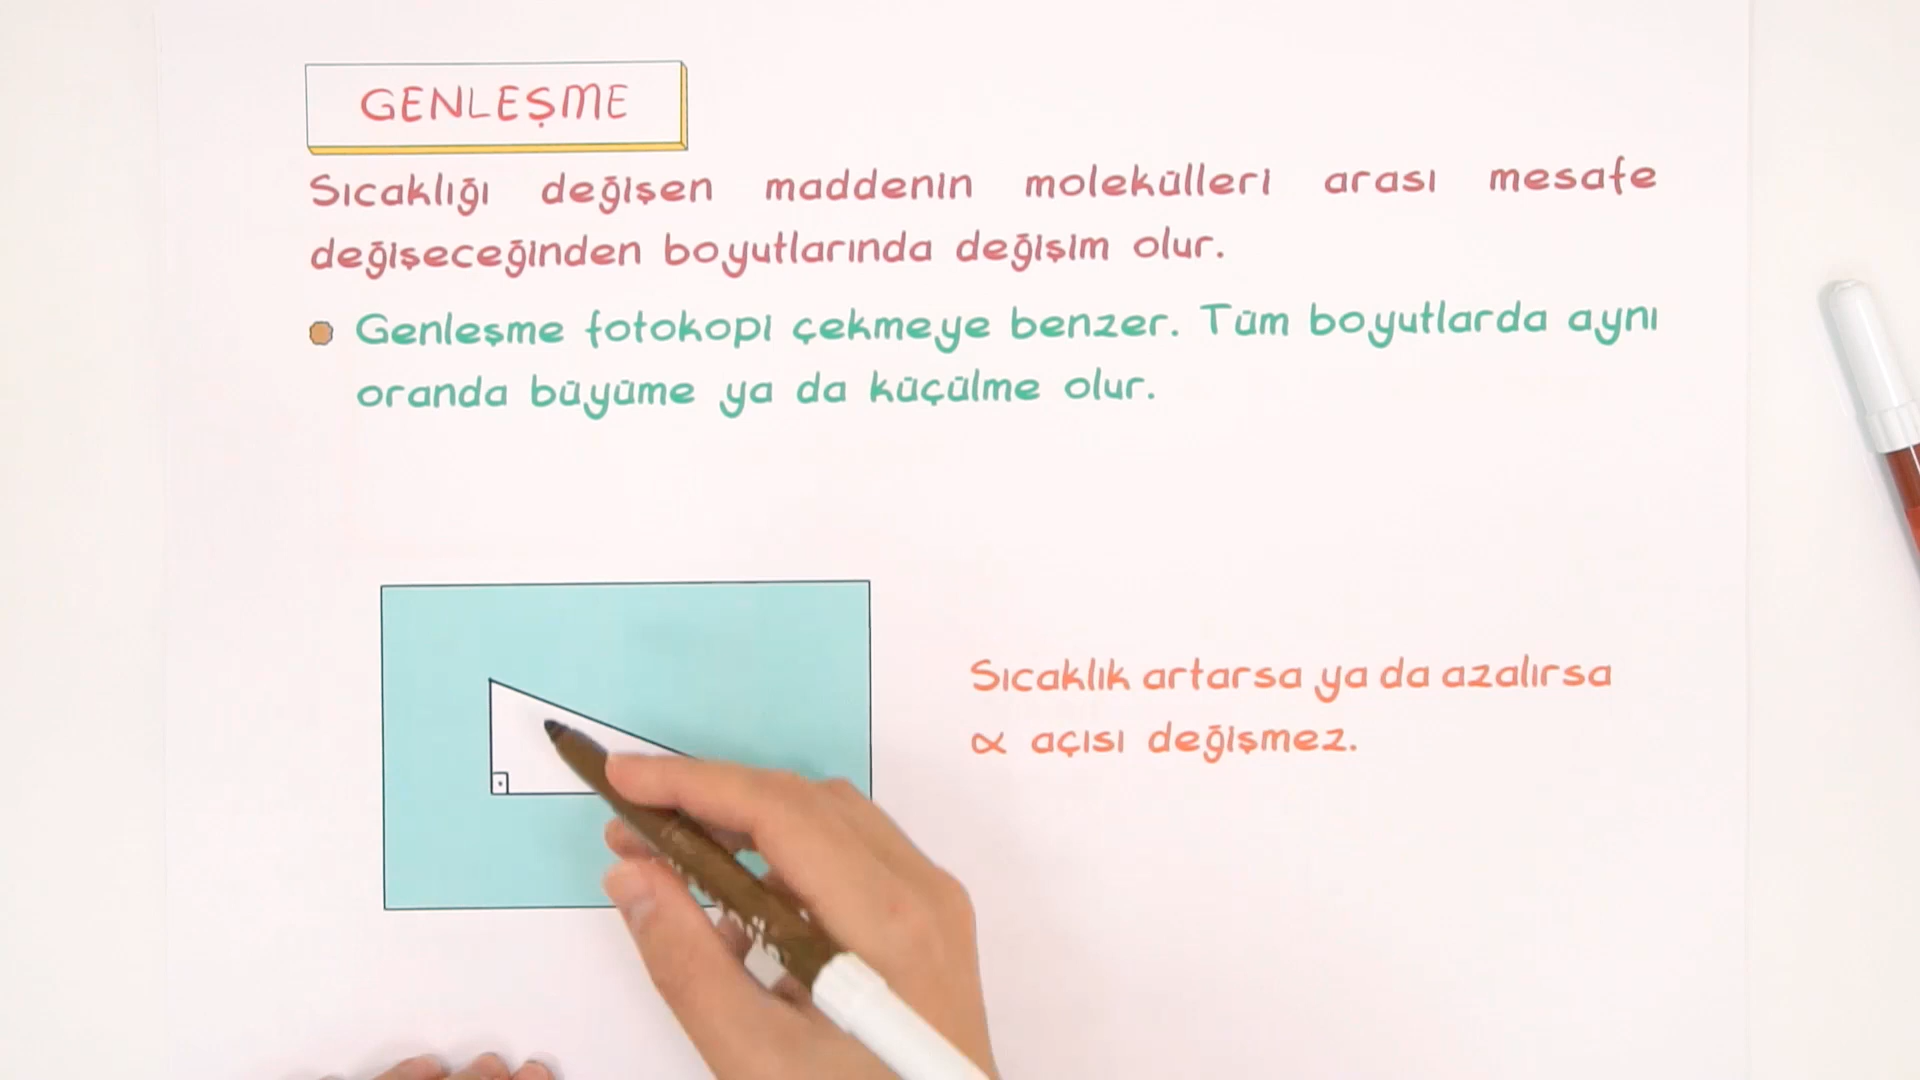 GENLEŞME
Sıcaklığı değişen maddenin molekülleri arası mesafe
değişeceğinden boyutlarında değişim olur.
Genleşme fotokopi çekmeye benzer. Tüm boyutlarda aynı
oranda büyüme ya da küçülme olur.
Sıcaklık artarsa ya da azalırsa
∝ açısı değişmez.